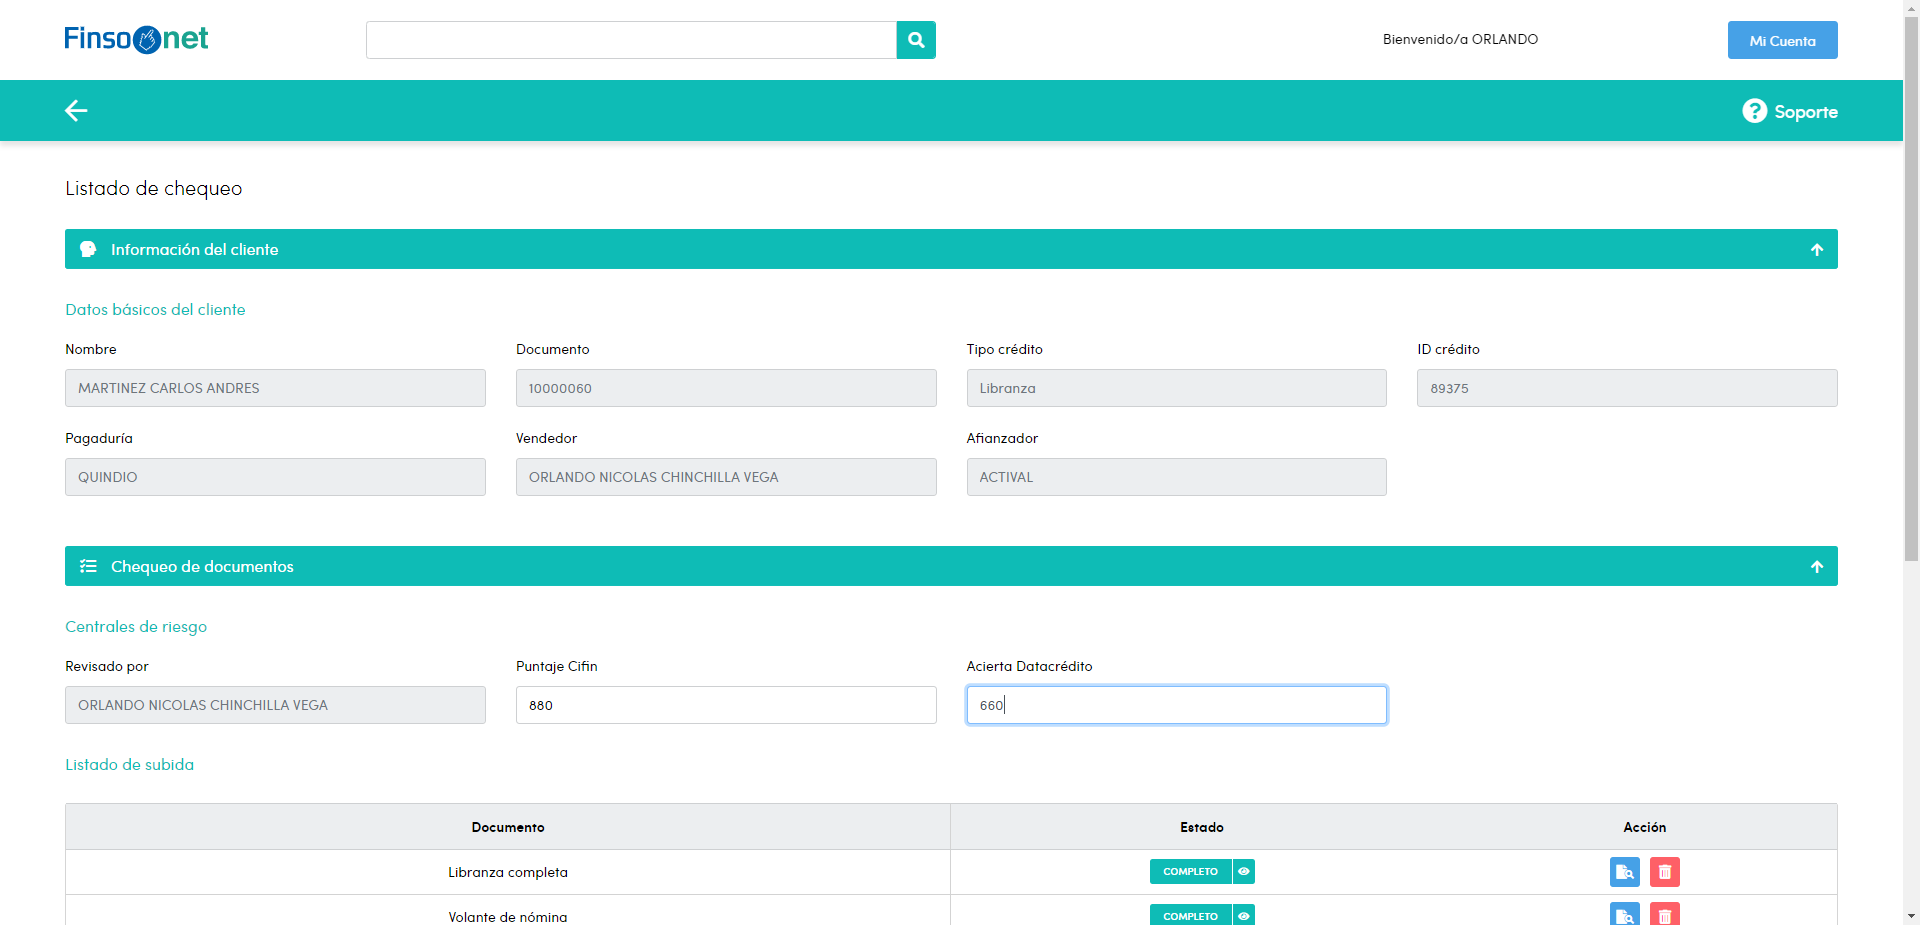 Finsonet
Bienvenido/a ORLANDO
Mi Cuenta
Soporte
Listado de chequeo
Información del cliente
Datos básicos del cliente
Nombre Documento Tipo crédito ID crédito
MARTINEZ CARLOS ANDRES 10000060 Libranza 89375
Pagaduría Vendedor Afianzador
QUINDIO ORLANDO NICOLAS CHINCHILLA VEGA ACTIVAL
Chequeo de documentos
Centrales de riesgo
Revisado por Puntaje Cifin Acierta Datacrédito
ORLANDO NICOLAS CHINCHILLA VEGA 880 660
Listado de subida
Documento Estado Acción
Libranza completa COMPLETO
Volante de nómina COMPLETO